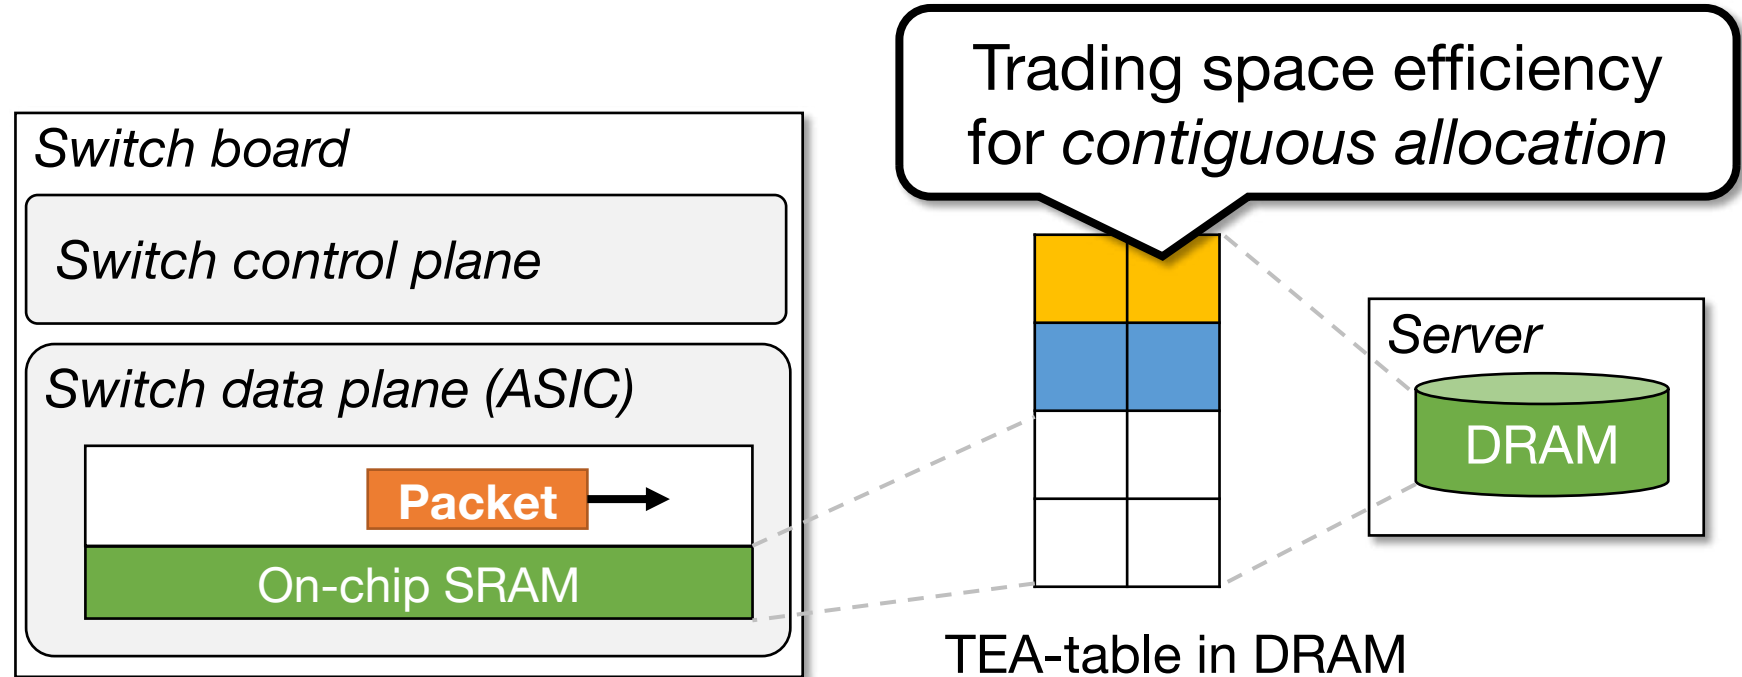 Trading space efficiency
for contiguous allocation
Switch board
Switch control plane
Switch data plane (ASIC)
Packet
On-chip SRAM
Server
DRAM
TEA-table in DRAM